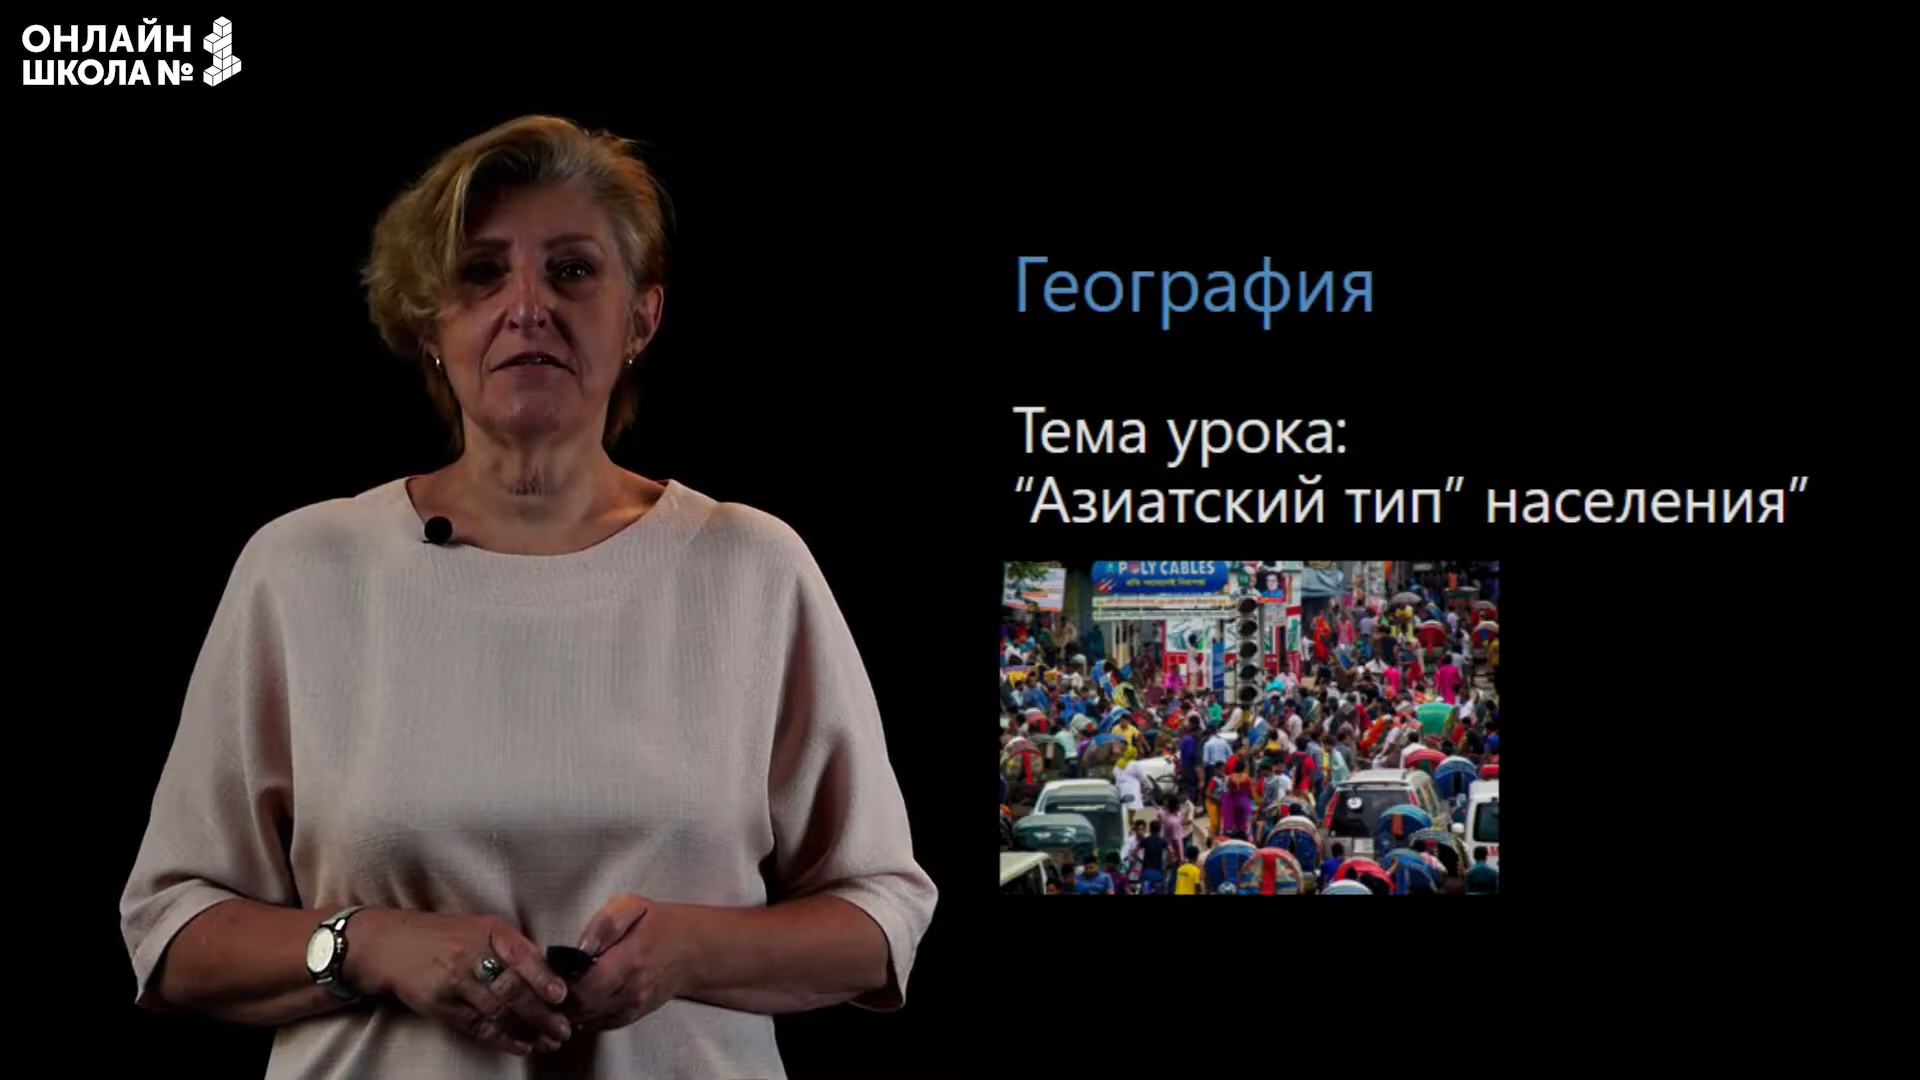 ОНЛАЙН
ШКОЛА №
География
Тема урока:
“Азиатский тип” населения”
POLY CABLES